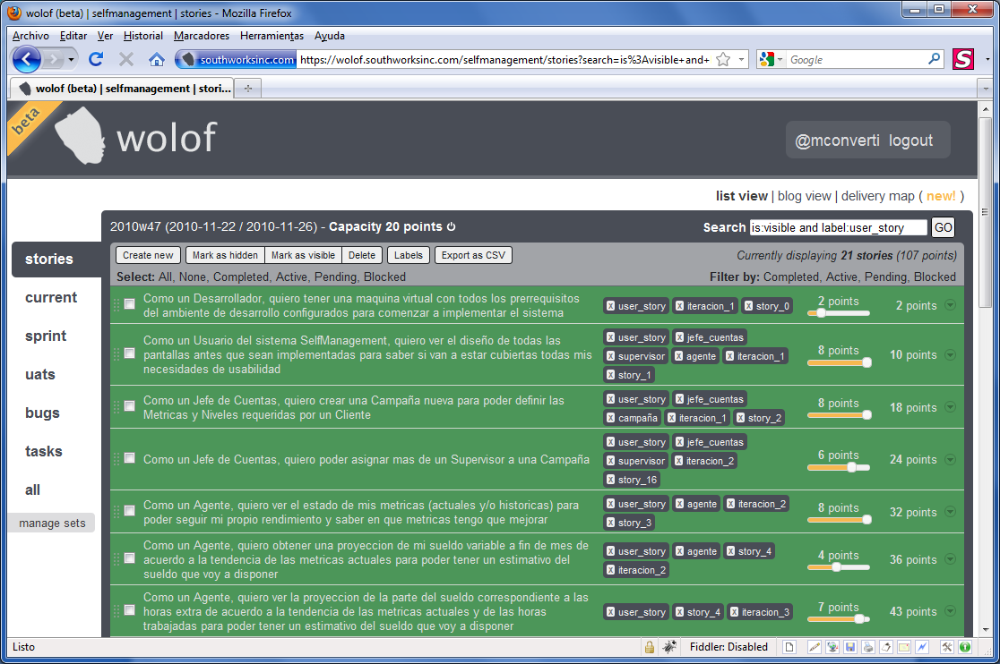 wolof (beta) | selfmanagement | stories - Mozilla Firefox
Archivo Editar Ver Historial Marcadores Herramientas Ayuda
southworksinc.com https://wolof.southworksinc.com/selfmanagement/stories?search=is%3Avisible+and+ Google S
wolof (beta) | selfmanagement | stori...
beta
wolof
@mconverti logout
list view | blog view | delivery map ( new! )
2010w47 (2010-11-22 / 2010-11-26) - Capacity 20 points
Search is:visible and label:user_story GO
stories
current
sprint
uats
bugs
tasks
all
manage sets
Create new Mark as hidden Mark as visible Delete Labels Export as CSV
Currently displaying 21 stories (107 points)
Select: All, None, Completed, Active, Pending, Blocked
Filter by: Completed, Active, Pending, Blocked
Como un Desarrollador, quiero tener una maquina virtual con todos los prerrequisitos
del ambiente de desarrollo configurados para comenzar a implementar el sistema
x user_story x iteracion_1 x story_0
2 points
2 points
Como un Usuario del sistema SelfManagement, quiero ver el diseño de todas las
pantallas antes que sean implementadas para saber si van a estar cubiertas todas mis
necesidades de usabilidad
x user_story x jefe_cuentas
x supervisor x agente x iteracion_1
x story_1
8 points
10 points
Como un Jefe de Cuentas, quiero crear una Campaña nueva para poder definir las
Metricas y Niveles requeridas por un Cliente
x user_story x jefe_cuentas
x campaña x iteracion_1 x story_2
8 points
18 points
Como un Jefe de Cuentas, quiero poder asignar mas de un Supervisor a una Campaña
x user_story x jefe_cuentas
x supervisor x iteracion_2
x story_16
6 points
24 points
Como un Agente, quiero ver el estado de mis metricas (actuales y/o historicas) para
poder seguir mi propio rendimiento y saber en que metricas tengo que mejorar
x user_story x agente x iteracion_2
x story_3
8 points
32 points
Como un Agente, quiero obtener una proyeccion de mi sueldo variable a fin de mes de
acuerdo a la tendencia de las metricas actuales para poder tener un estimativo del
sueldo que voy a disponer
x user_story x agente x story_4
x iteracion_2
4 points
36 points
Como un Agente, quiero ver la proyeccion de la parte del sueldo correspondiente a las
horas extra de acuerdo a la tendencia de las metricas actuales y de las horas
trabajadas para poder tener un estimativo del sueldo que voy a disponer
x user_story x story_4 x iteracion_3
7 points
43 points
Listo
Fiddler: Disabled